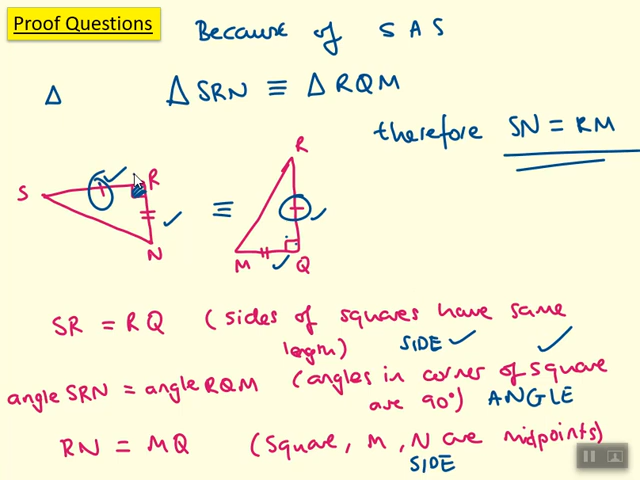 Proof Questions
Because of SAS
Δ
Δ SRN ≡ Δ RQM
therefore SN = RM
S R N ≡ R M Q
SR = RQ (sides of squares have same
length) SIDE
angle SRN = angle RQM (angles in corner of square
are 90°) ANGLE
RN = MQ (square, M, N are midpoints)
SIDE